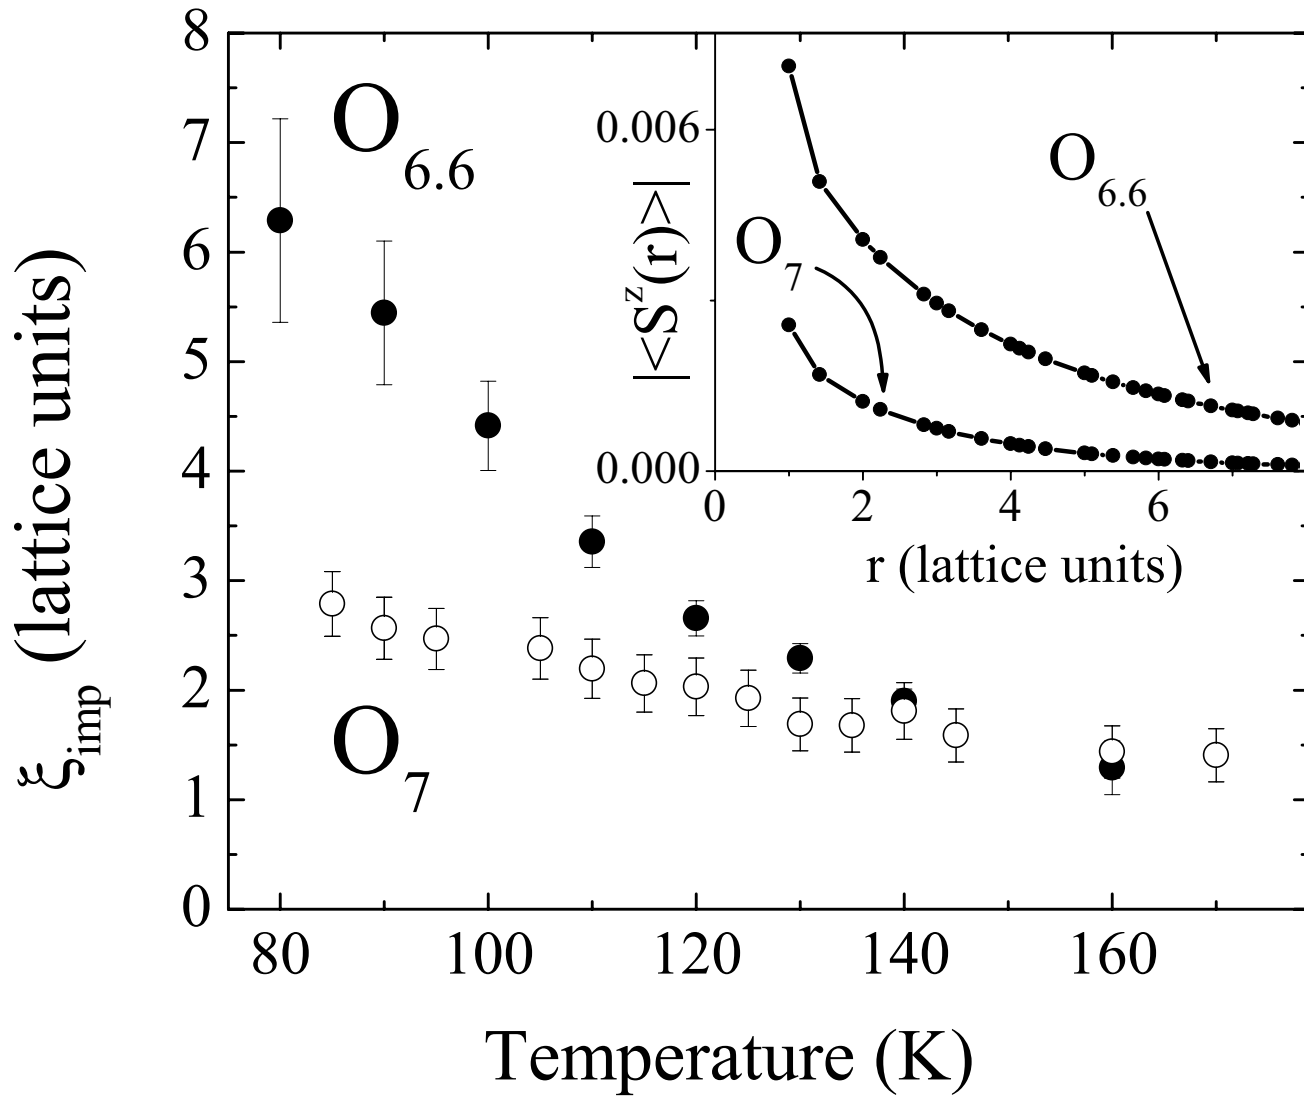 8
7
6
5
4
3
2
1
0
ξimp (lattice units)
O6.6
O7
80 100 120 140 160
Temperature (K)
0.006
0.000
|<S^z(r)>|
O6.6
O7
0 2 4 6
r (lattice units)